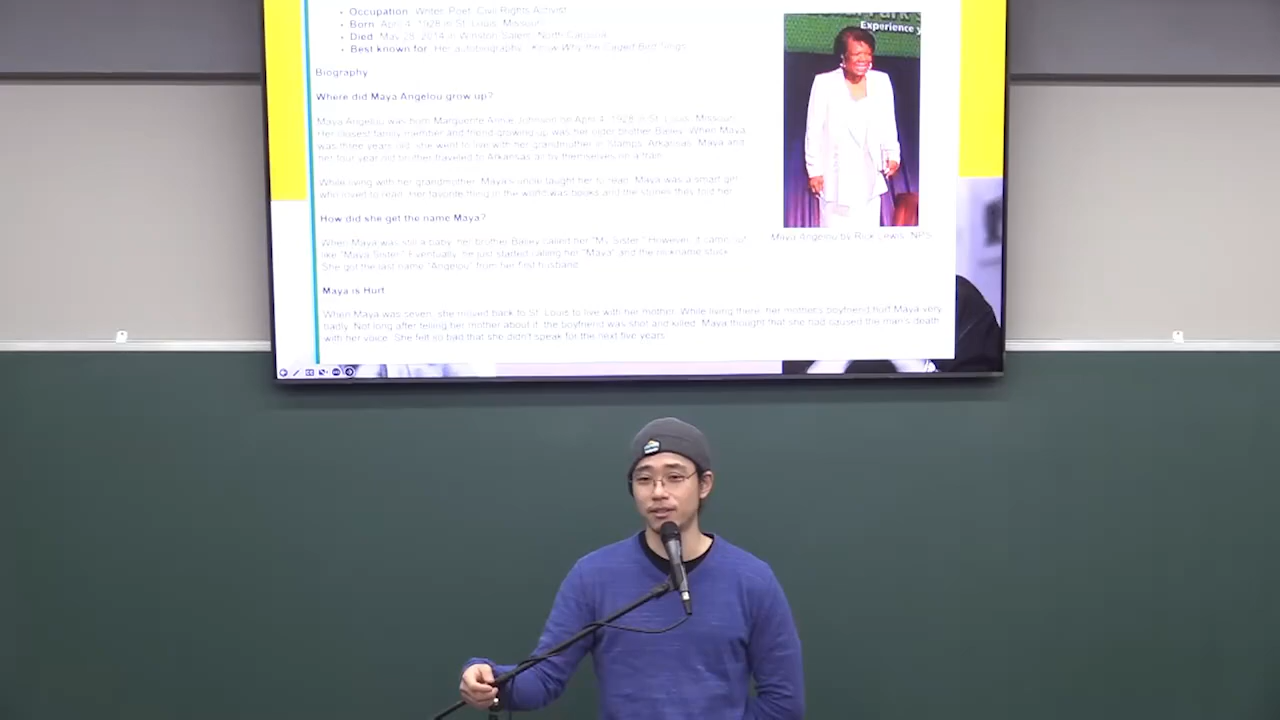 • Occupation: Writer, Poet, Civil Rights Activist
Experience y
• Born: April 4, 1928 in St. Louis, Missouri
• Died: May 28, 2014 in Winston-Salem, North Carolina
• Best known for: Her autobiography I Know Why the Caged Bird Sings
Biography
Where did Maya Angelou grow up?
Maya Angelou was born Marguerite Annie Johnson on April 4, 1928 in St. Louis, Missouri.
Her closest family member and friend growing up was her older brother Bailey. When Maya
was three years old, she went to live with her grandmother in Stamps, Arkansas. Maya and
her four year old brother travelled to Arkansas all by themselves on a train.
While living with her grandmother, Maya's uncle taught her to read. Maya was a smart girl
who loved to read. Her favorite thing in the world was books and the stories they told her.
How did she get the name Maya?
Maya Angelou by Rick Lewis, NPS
When Maya was still a baby, her brother Bailey called her "My Sister." However, it came out
like "Maya Sister." Eventually, he just started calling her "Maya" and the nickname stuck.
She got the last name "Angelou" from her first husband.
Maya is Hurt
When Maya was seven, she moved back to St. Louis to live with her mother. While living there, her mother's boyfriend hurt Maya very
badly. Not long after telling her mother about it, the boyfriend was shot and killed. Maya thought that she had caused the man's death
with her voice. She felt so bad that she didn't speak for the next five years.